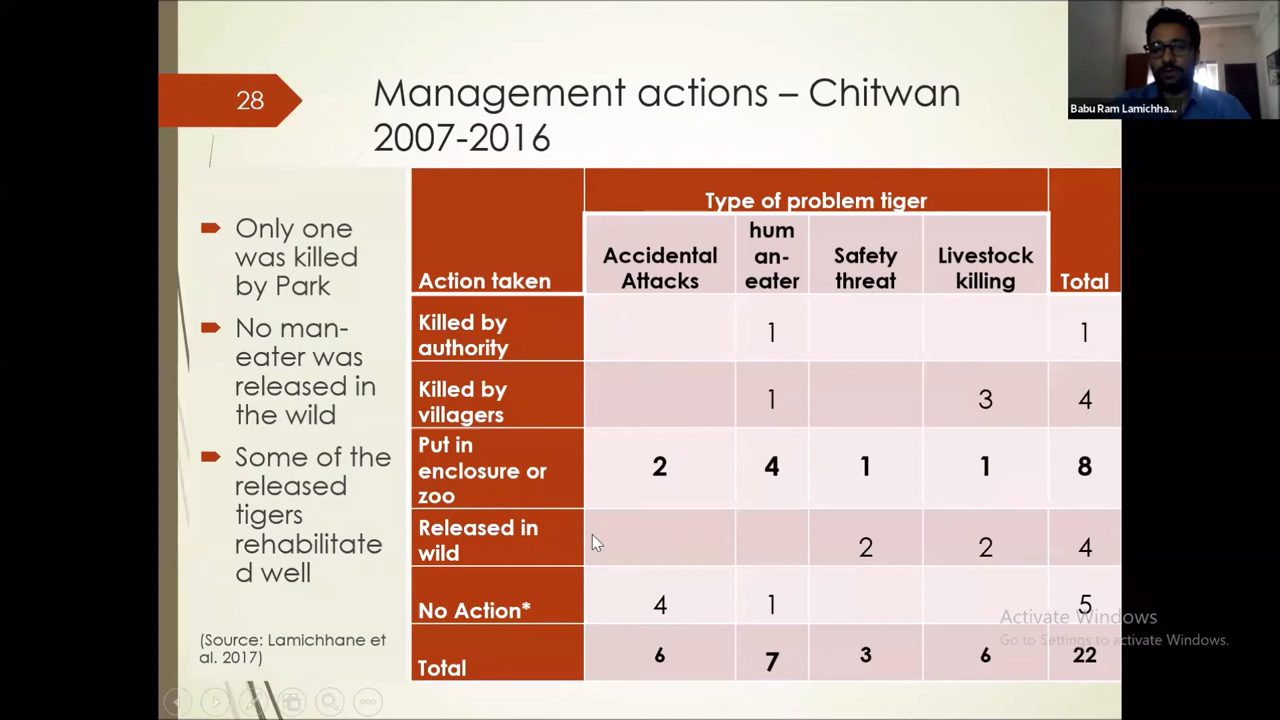 28
Management actions – Chitwan
2007-2016
Babu Ram Lamichha...
Only one
was killed
by Park
No man-
eater was
released in
the wild
Some of the
released
tigers
rehabilitate
d well
(Source: Lamichhane et
al. 2017)
Type of problem tiger
Action taken
Accidental
Attacks
hum
an-
eater
Safety
threat
Livestock
killing
Total
Killed by
authority
1 1
Killed by
villagers
1 3 4
Put in
enclosure or
zoo
2 4 1 1 8
Released in
wild
2 2 4
No Action* 4 1 5
Total 6 7 3 6 22
Activate Windows
Go to Settings to activate Windows.